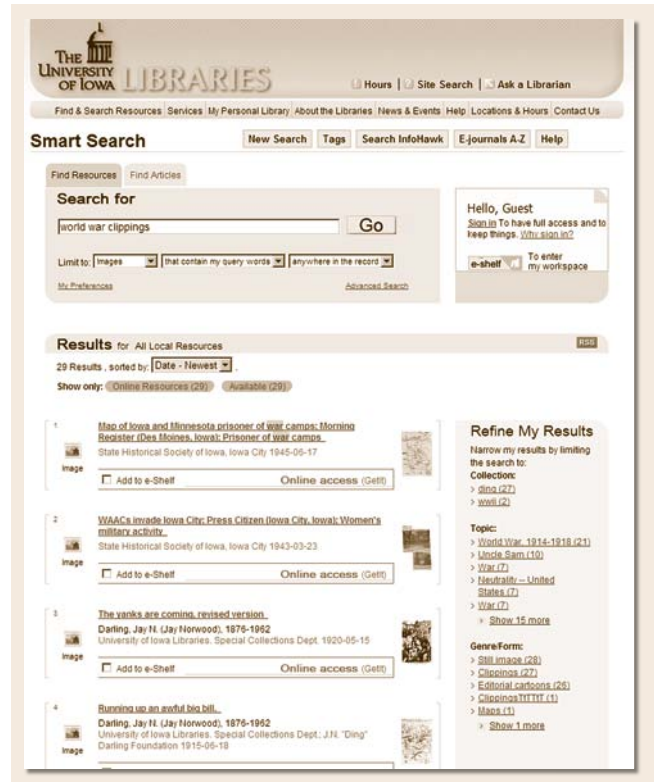 THE
UNIVERSITY
OF IOWA
LIBRARIES
Hours | Site Search | Ask a Librarian
Find & Search Resources Services My Personal Library About the Libraries News & Events Help Locations & Hours Contact Us
Smart Search
New Search Tags Search InfoHawk E-journals A-Z Help
Find Resources Find Articles
Search for
world war clippings Go
Limit to: Images that contain my query words anywhere in the record
My Preferences Advanced Search
Hello, Guest
Sign in To have full access and to
keep things. Why sign in?
e-shelf To enter
my workspace
Results for All Local Resources RSS
29 Results , sorted by: Date - Newest .
Show only: Online Resources (29) Available (29)
1
Map of Iowa and Minnesota prisoner of war camps; Morning
Register (Des Moines, Iowa); Prisoner of war camps
State Historical Society of Iowa, Iowa City 1945-06-17
image
Add to e-Shelf Online access (GetIt)
2
WAACs invade Iowa City; Press Citizen (Iowa City, Iowa); Women's
military activity
State Historical Society of Iowa, Iowa City 1943-03-23
image
Add to e-Shelf Online access (GetIt)
3
The yanks are coming, revised version
Darling, Jay N. (Jay Norwood), 1876-1962
University of Iowa Libraries. Special Collections Dept. 1920-05-15
image
Add to e-Shelf Online access (GetIt)
4
Running up an awful big bill.
Darling, Jay N. (Jay Norwood), 1876-1962
University of Iowa Libraries. Special Collections Dept.; J.N. "Ding"
Darling Foundation 1915-06-18
image
Refine My Results
Narrow my results by limiting
the search to:
Collection:
> ding (27)
> wwii (2)
Topic:
> World War, 1914-1918 (21)
> Uncle Sam (10)
> War (7)
> Neutrality -- United
States (7)
> War (7)
Show 15 more
Genre/Form:
> Still image (28)
> Clippings (27)
> Editorial cartoons (26)
> ClippingsTtTTtT (1)
> Maps (1)
Show 1 more